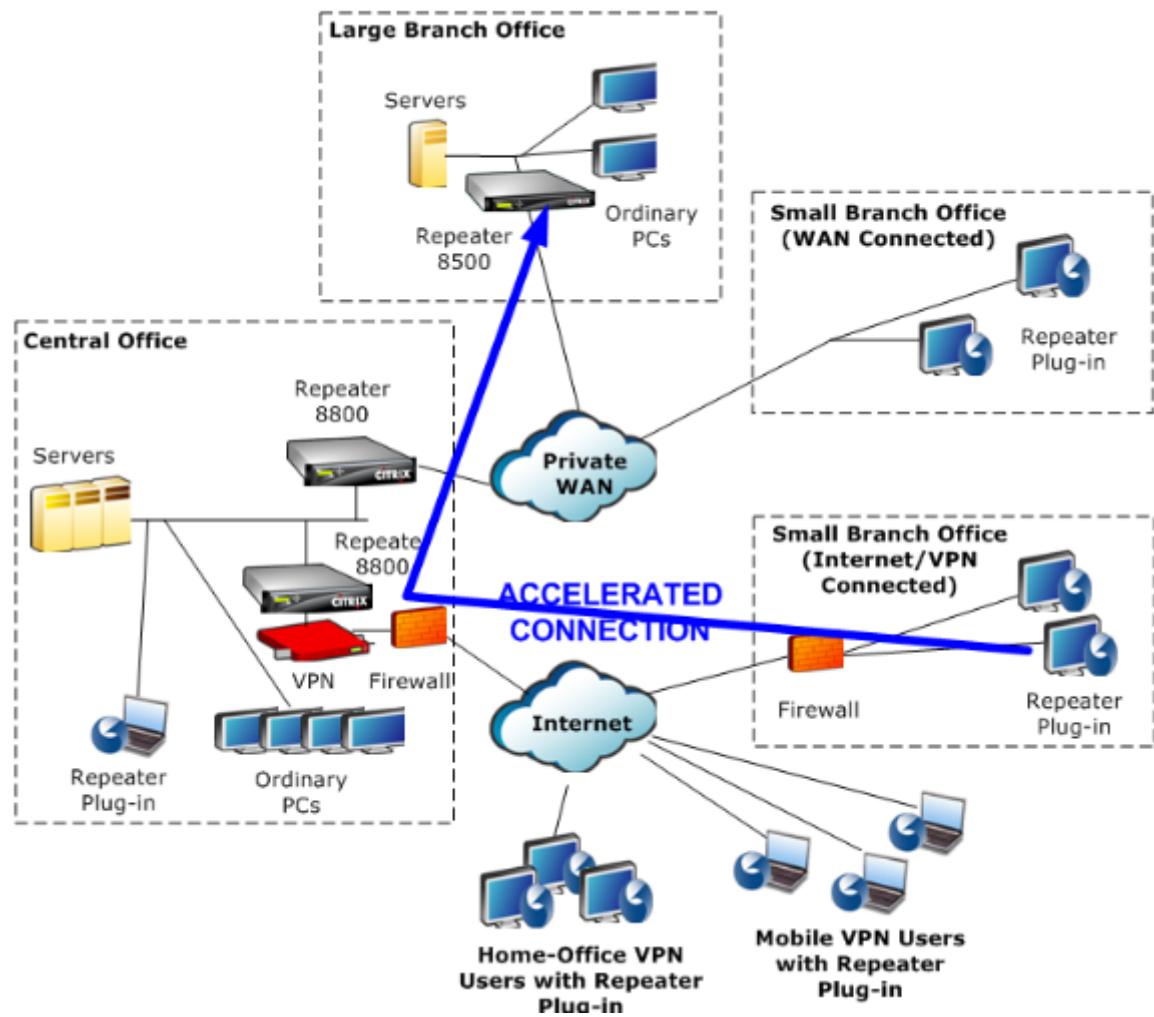 Large Branch Office
Servers
CITRIX
Repeater
8500
Ordinary
PCs
Small Branch Office
(WAN Connected)
Repeater
Plug-in
Central Office
Repeater
8800
Servers
CITRIX
Private
WAN
Repeate
8800
CITRIX
VPN
Firewall
Repeater
Plug-in
Ordinary
PCs
ACCELERATED
CONNECTION
Small Branch Office
(Internet/VPN
Connected)
Firewall
Repeater
Plug-in
Internet
Home-Office VPN
Users with Repeater
Plug-in
Mobile VPN Users
with Repeater
Plug-in